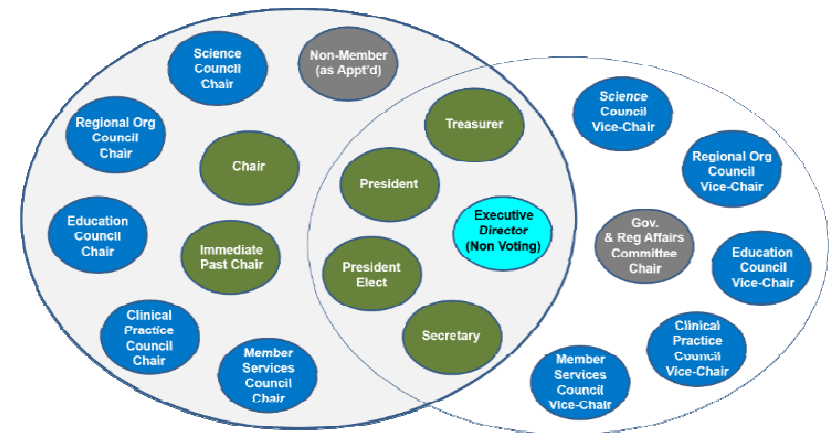 Science
Council
Chair
Non-Member
(as Appt'd)
Regional Org
Council
Chair
Chair
Education
Council
Chair
Immediate
Past Chair
Clinical
Practice
Council
Chair
Member
Services
Council
Chair
Treasurer
President
Executive
Director
(Non Voting)
President
Elect
Secretary
Science
Council
Vice-Chair
Regional Org
Council
Vice-Chair
Gov.
& Reg Affairs
Committee
Chair
Education
Council
Vice-Chair
Clinical
Practice
Council
Vice-Chair
Member
Services
Council
Vice-Chair